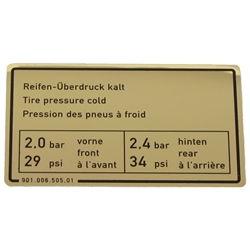 Reifen-Überdruck kalt
Tire pressure cold
Pression des pneus à froid
2,0 bar vorne 2,4 bar hinten
front rear
29 psi à l'avant 34 psi à l'arrière
901.006.505.01